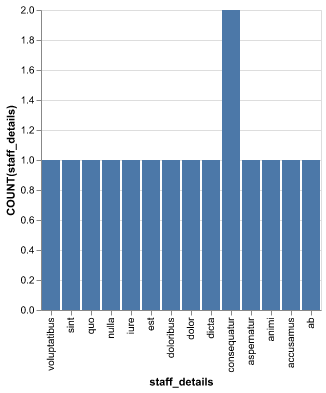 2.0
1.8
1.6
1.4
1.2
1.0
0.8
0.6
0.4
0.2
0.0
COUNT(staff_details)
voluptatibus
sint
quo
nulla
iure
est
doloribus
dolor
dicta
consequatur
aspernatur
animi
accusamus
ab
staff_details